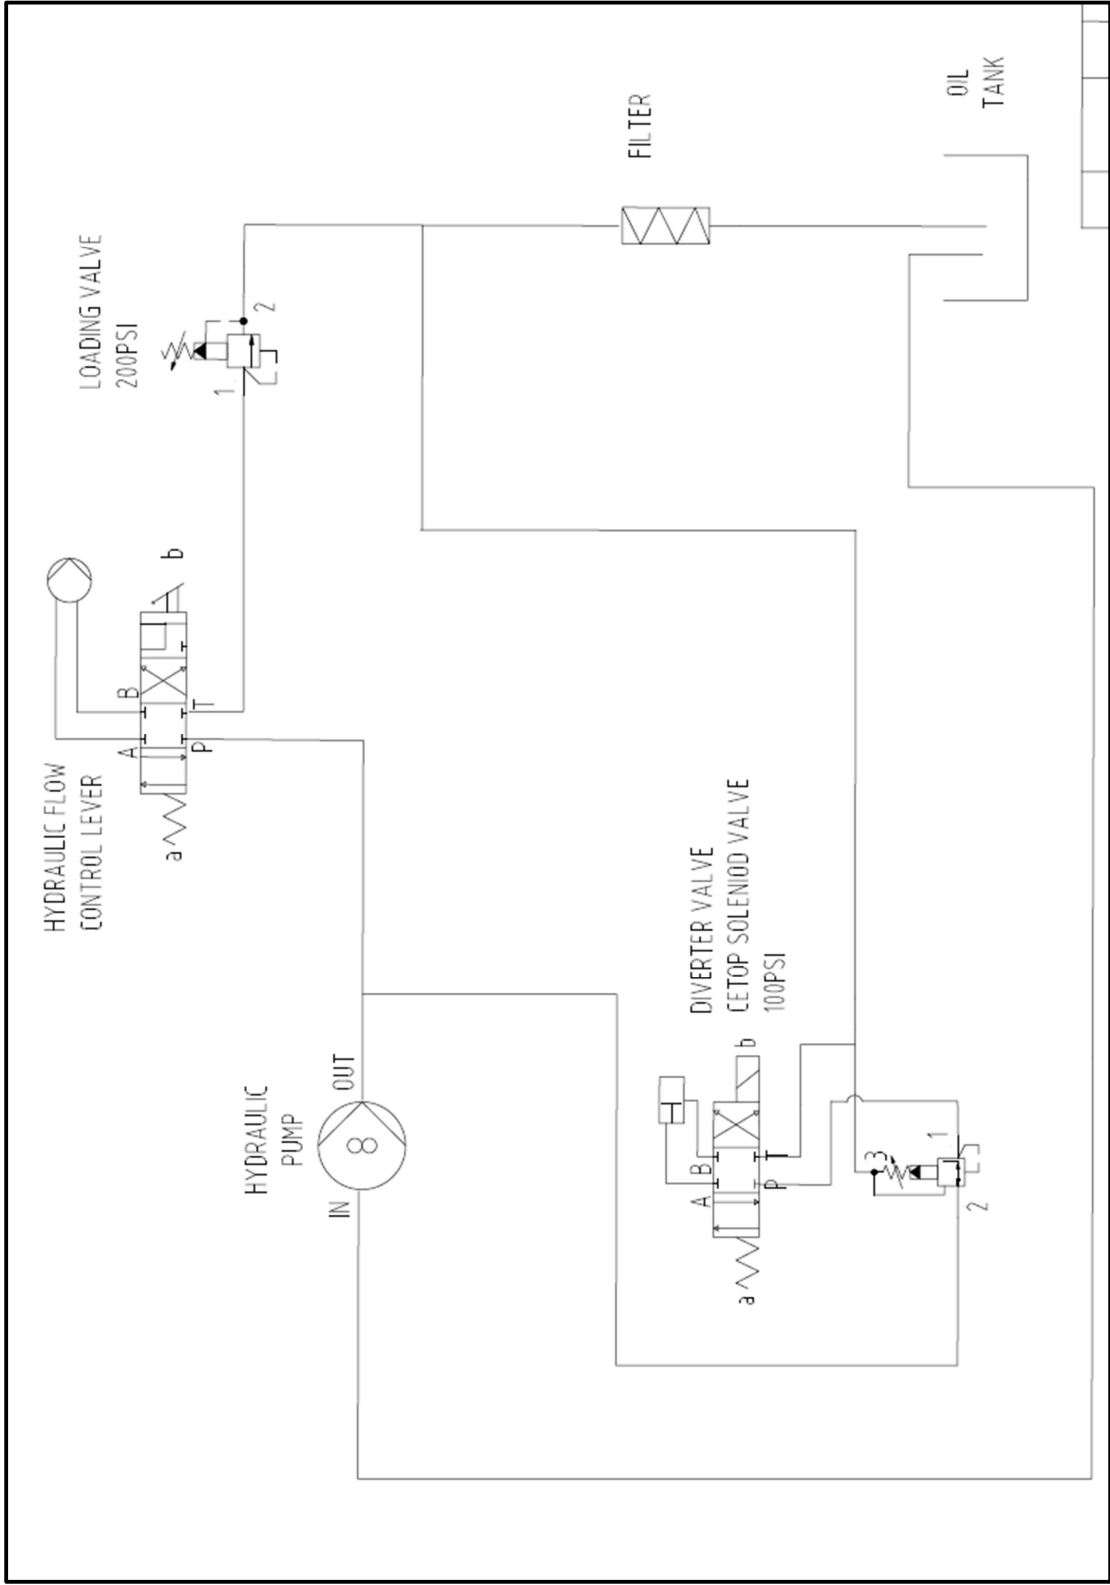 HYDRAULIC FLOW
CONTROL LEVER
a
A
B
P
T
b
LOADING VALVE
200PSI
1
2
HYDRAULIC
PUMP
IN
OUT
FILTER
OIL
TANK
DIVERTER VALVE
CETOP SOLENIOD VALVE
100PSI
a
A
B
P
T
b
3
1
2